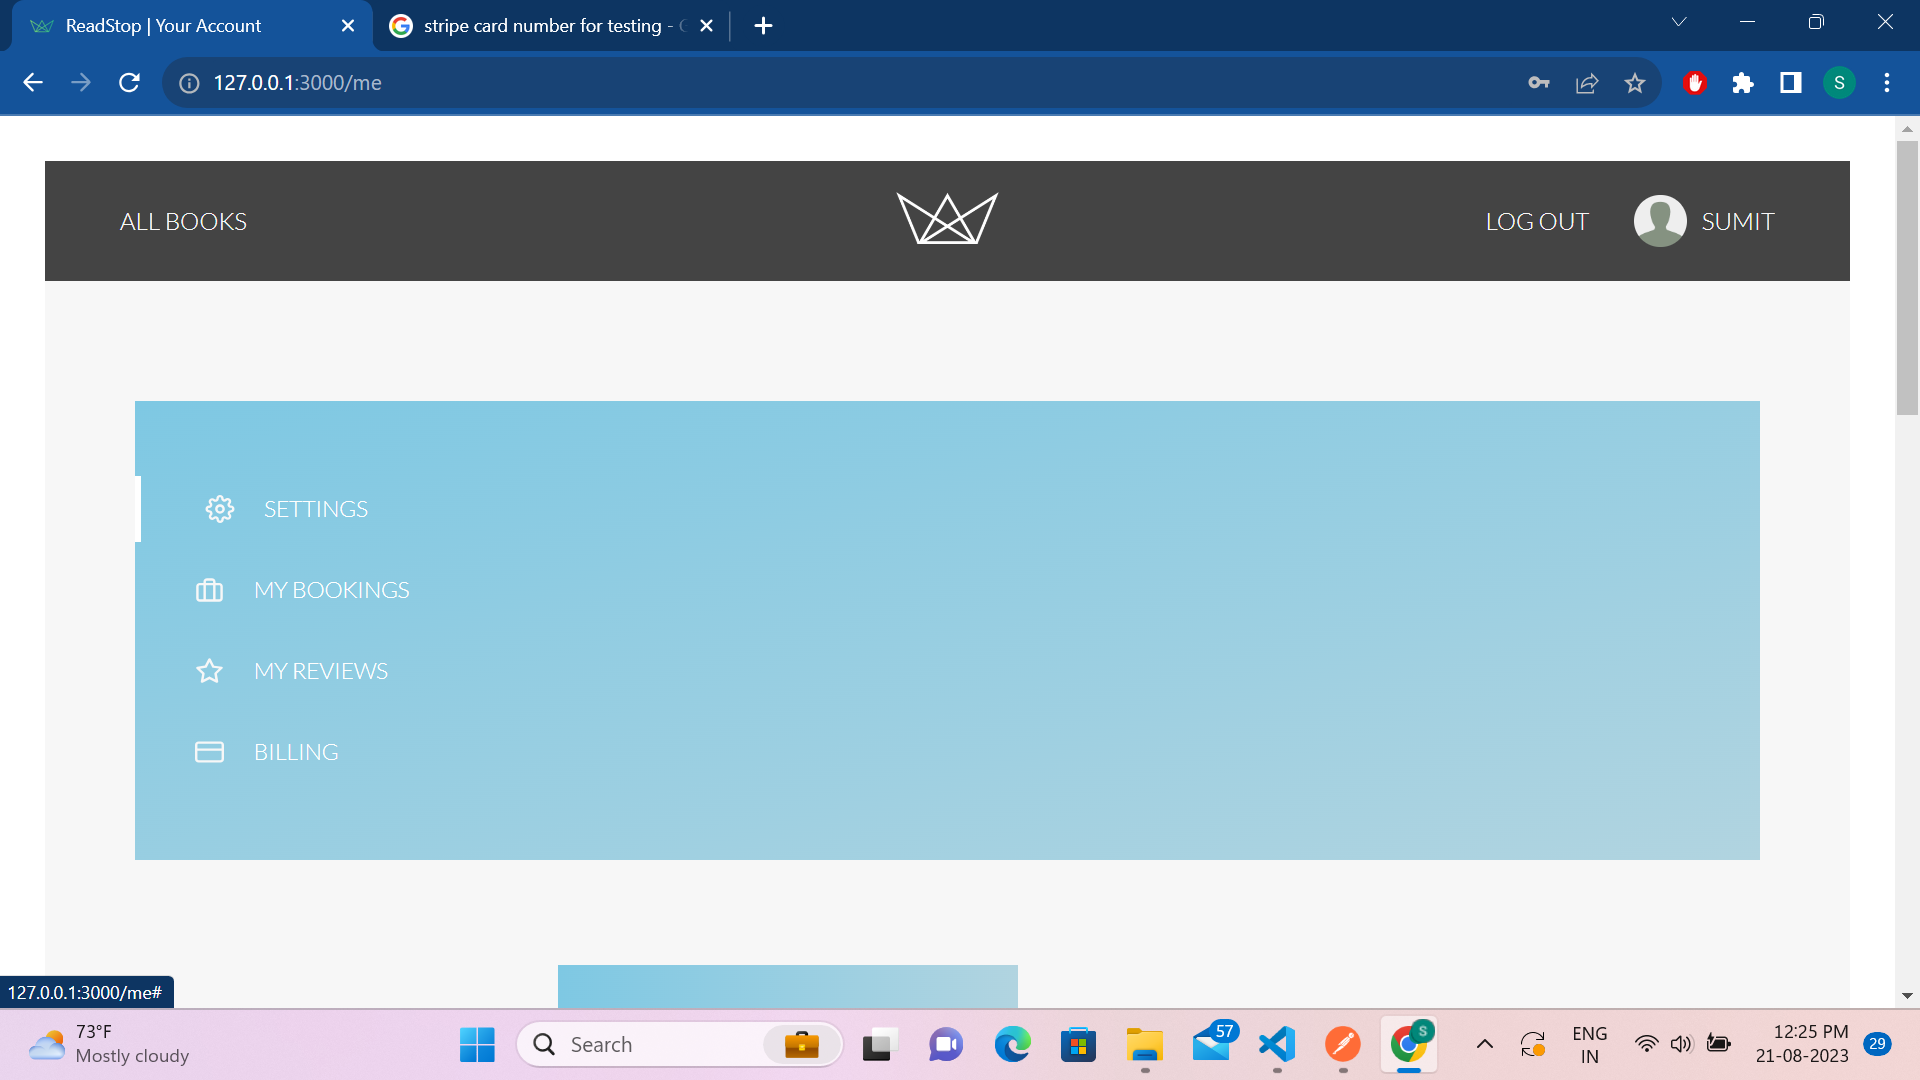 ReadStop | Your Account
stripe card number for testing -
127.0.0.1:3000/me
S
ALL BOOKS
LOG OUT
SUMIT
SETTINGS
MY BOOKINGS
MY REVIEWS
BILLING
127.0.0.1:3000/me#
73°F
Mostly cloudy
Search
57
S
ENG
IN
12:25 PM
21-08-2023
29